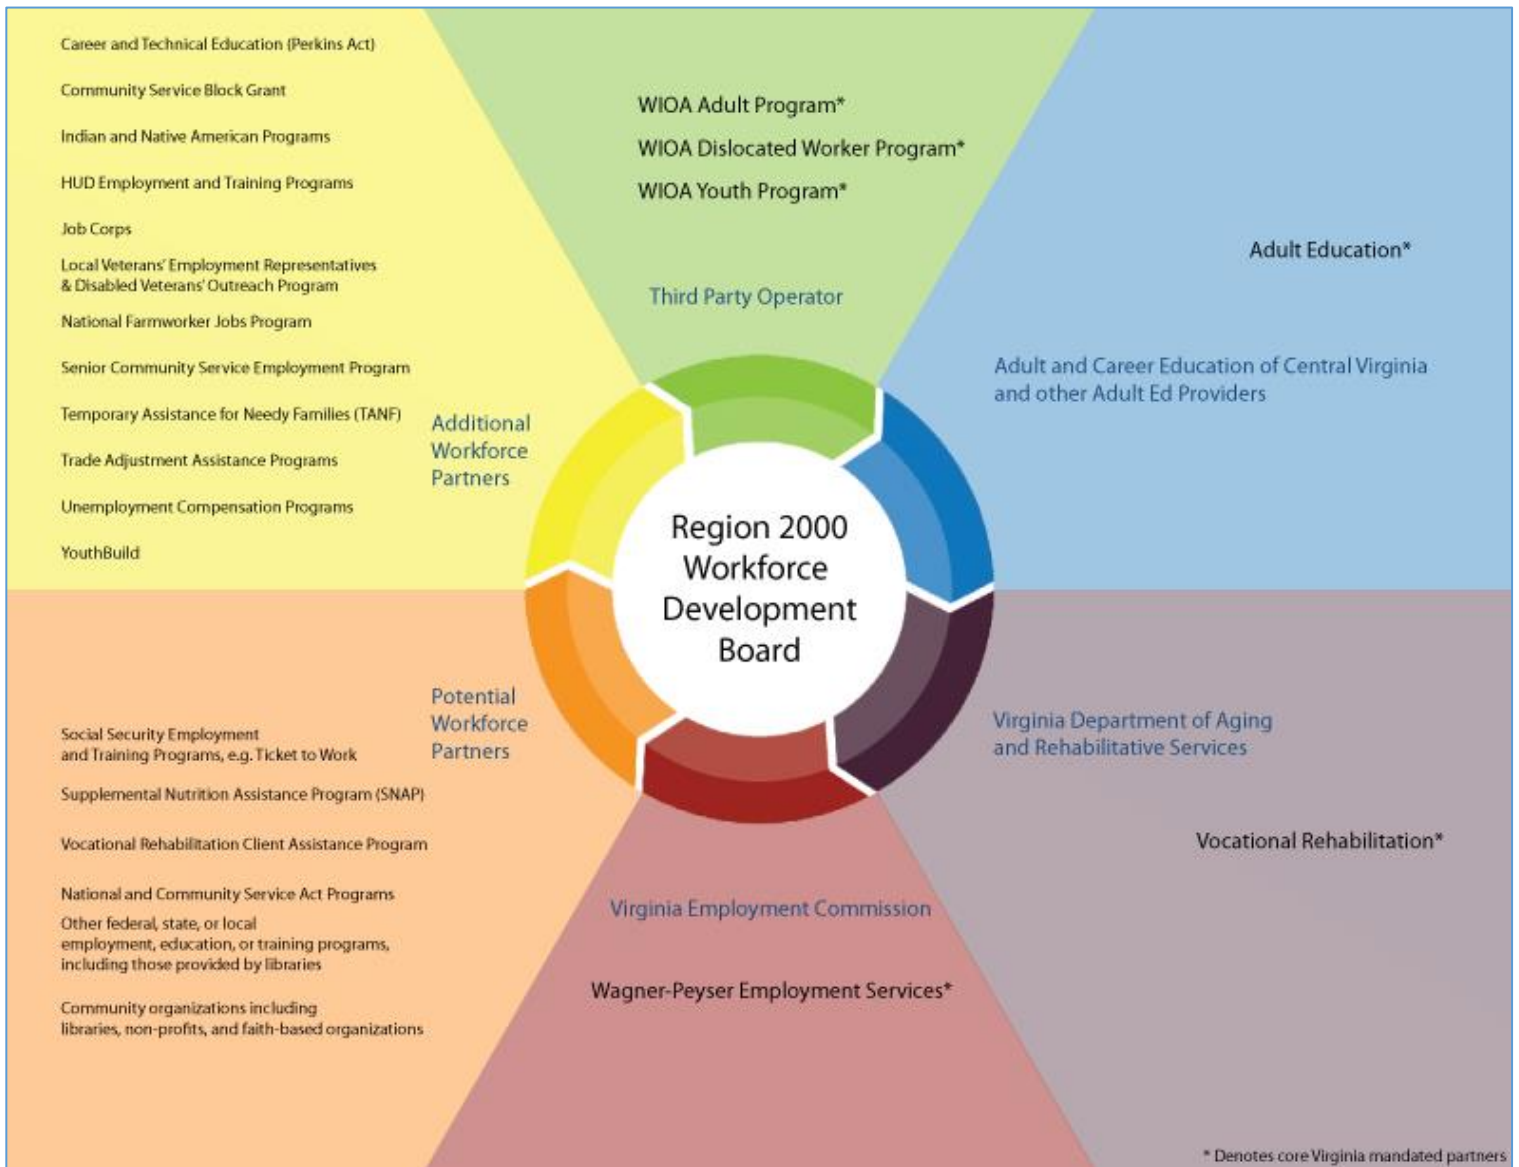 Career and Technical Education (Perkins Act)
Community Service Block Grant
Indian and Native American Programs
HUD Employment and Training Programs
Job Corps
Local Veterans' Employment Representatives
& Disabled Veterans' Outreach Program
National Farmworker Jobs Program
Senior Community Service Employment Program
Temporary Assistance for Needy Families (TANF)
Trade Adjustment Assistance Programs
Unemployment Compensation Programs
YouthBuild
Additional
Workforce
Partners
WIOA Adult Program*
WIOA Dislocated Worker Program*
WIOA Youth Program*
Third Party Operator
Adult Education*
Adult and Career Education of Central Virginia
and other Adult Ed Providers
Region 2000
Workforce
Development
Board
Potential
Workforce
Partners
Social Security Employment
and Training Programs, e.g. Ticket to Work
Supplemental Nutrition Assistance Program (SNAP)
Vocational Rehabilitation Client Assistance Program
National and Community Service Act Programs
Other federal, state, or local
employment, education, or training programs,
including those provided by libraries
Community organizations including
libraries, non-profits, and faith-based organizations
Virginia Employment Commission
Wagner-Peyser Employment Services*
Virginia Department of Aging
and Rehabilitative Services
Vocational Rehabilitation*
* Denotes core Virginia mandated partners